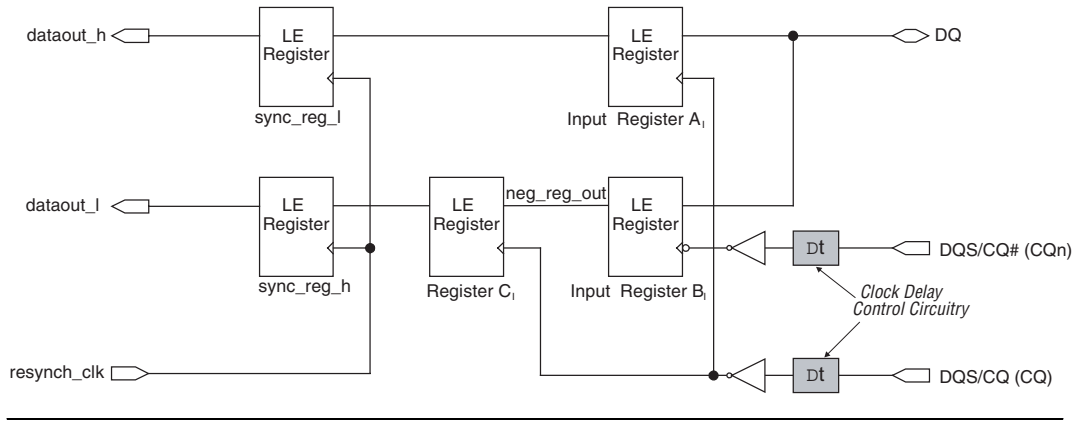 dataout_h
LE
Register
LE
Register
DQ
sync_reg_l
Input Register A I
dataout_l
LE
Register
LE
Register
neg_reg_out
LE
Register
Dt
DQS/CQ# (CQn)
sync_reg_h
Register C I
Input Register B I
Clock Delay
Control Circuitry
resynch_clk
Dt
DQS/CQ (CQ)